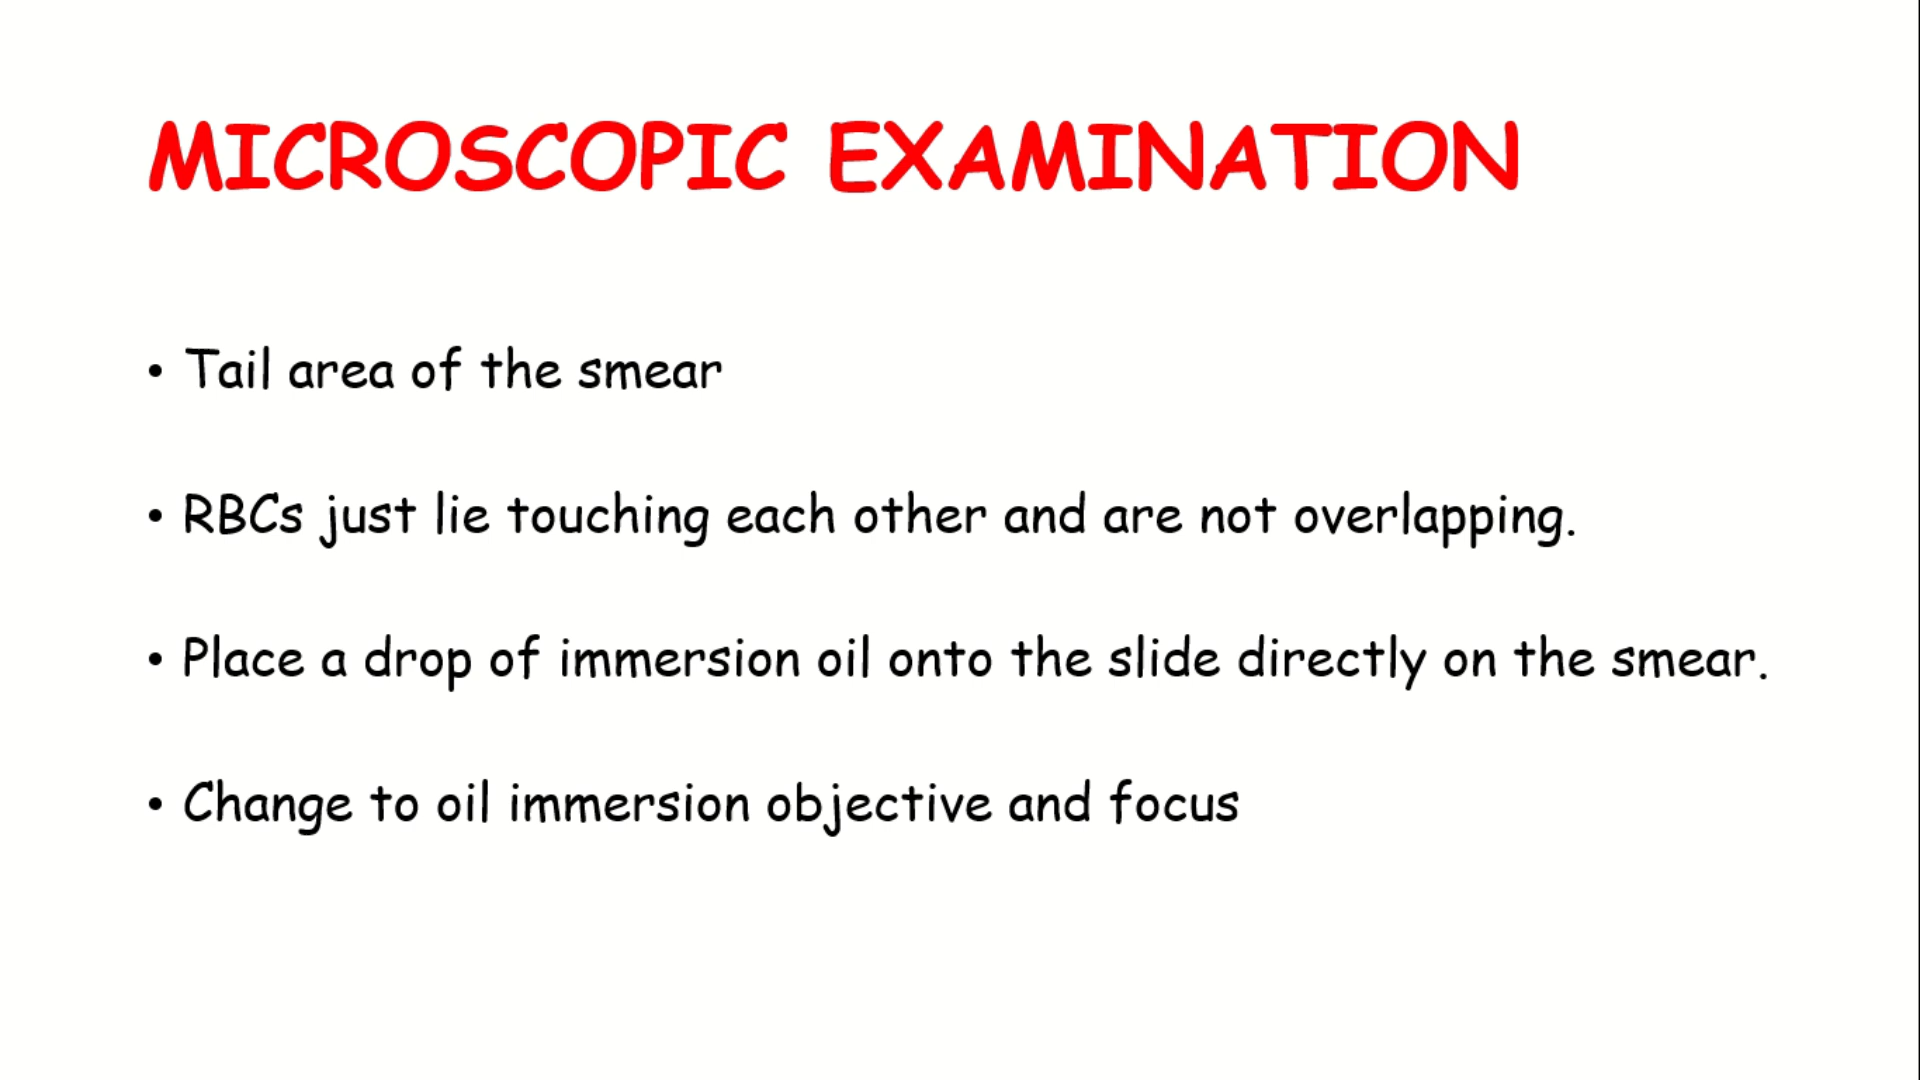 MICROSCOPIC EXAMINATION
• Tail area of the smear
• RBCs just lie touching each other and are not overlapping.
• Place a drop of immersion oil onto the slide directly on the smear.
• Change to oil immersion objective and focus